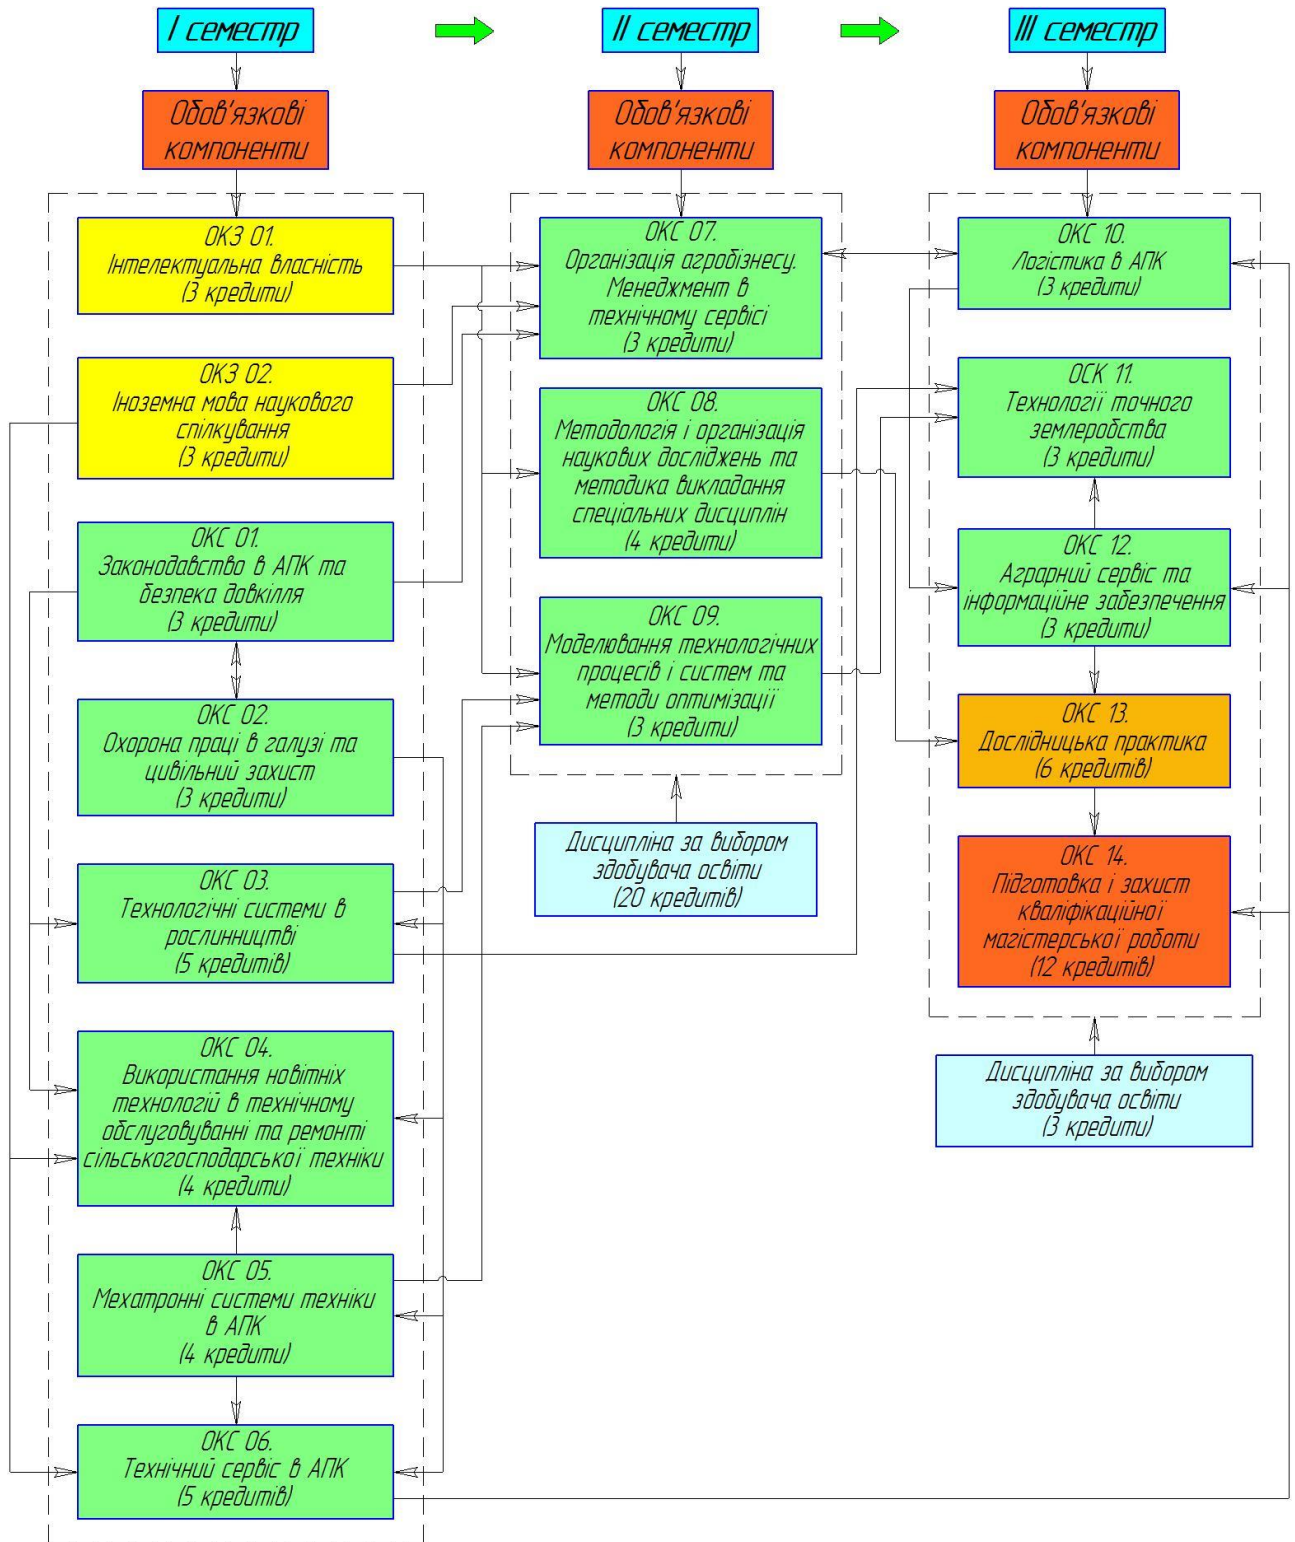 I семестр
II семестр
III семестр
Обов'язкові
компоненти
Обов'язкові
компоненти
Обов'язкові
компоненти
ОКЗ 01.
Інтелектуальна власність
(3 кредити)
ОКЗ 02.
Іноземна мова наукового
спілкування
(3 кредити)
ОКС 01.
Законодавство в АПК та
безпека довкілля
(3 кредити)
ОКС 02.
Охорона праці в галузі та
цивільний захист
(3 кредити)
ОКС 03.
Технологічні системи в
рослинництві
(5 кредитів)
ОКС 04.
Використання новітніх
технологій в технічному
обслуговуванні та ремонті
сільськогосподарської техніки
(4 кредити)
ОКС 05.
Мехатронні системи техніки
в АПК
(4 кредити)
ОКС 06.
Технічний сервіс в АПК
(5 кредитів)
ОКС 07.
Організація агробізнесу.
Менеджмент в
технічному сервісі
(3 кредити)
ОКС 08.
Методологія і організація
наукових досліджень та
методика викладання
спеціальних дисциплін
(4 кредити)
ОКС 09.
Моделювання технологічних
процесів і систем та
методи оптимізації
(3 кредити)
Дисципліна за вибором
здобувача освіти
(20 кредитів)
ОКС 10.
Логістика в АПК
(3 кредити)
ОСК 11.
Технології точного
землеробства
(3 кредити)
ОКС 12.
Аграрний сервіс та
інформаційне забезпечення
(3 кредити)
ОКС 13.
Дослідницька практика
(6 кредитів)
ОКС 14.
Підготовка і захист
кваліфікаційної
магістерської роботи
(12 кредитів)
Дисципліна за вибором
здобувача освіти
(3 кредити)